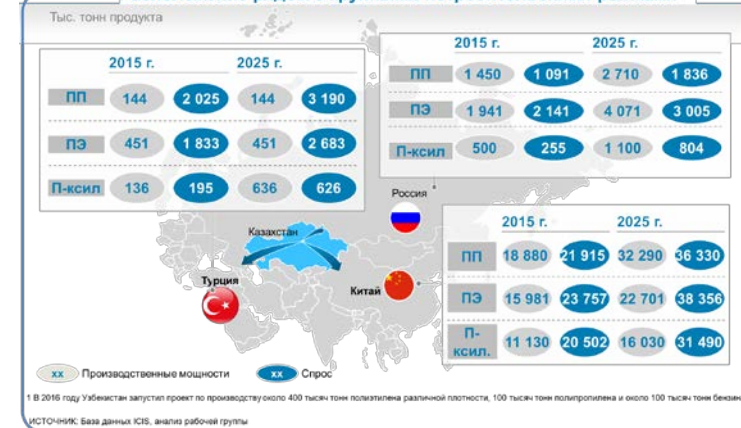 Тыс. тонн продукта
2015 г. 2025 г.
ПП 144 2 025 144 3 190
ПЭ 451 1 833 451 2 683
П-ксил 136 195 636 626
2015 г. 2025 г.
ПП 1 450 1 091 2 710 1 836
ПЭ 1 941 2 141 4 071 3 005
П-ксил 500 255 1 100 804
Россия
Казахстан
Турция
Китай
2015 г. 2025 г.
ПП 18 880 21 915 32 290 36 330
ПЭ 15 981 23 757 22 701 38 356
П-
ксил. 11 130 20 502 16 030 31 490
xx Производственные мощности xx Спрос
1 В 2016 году Узбекистан запустил проект по производству около 400 тысяч тонн полиэтилена различной плотности, 100 тысяч тонн полипропилена и около 100 тысяч тонн бензин
ИСТОЧНИК: База данных ICIS, анализ рабочей группы